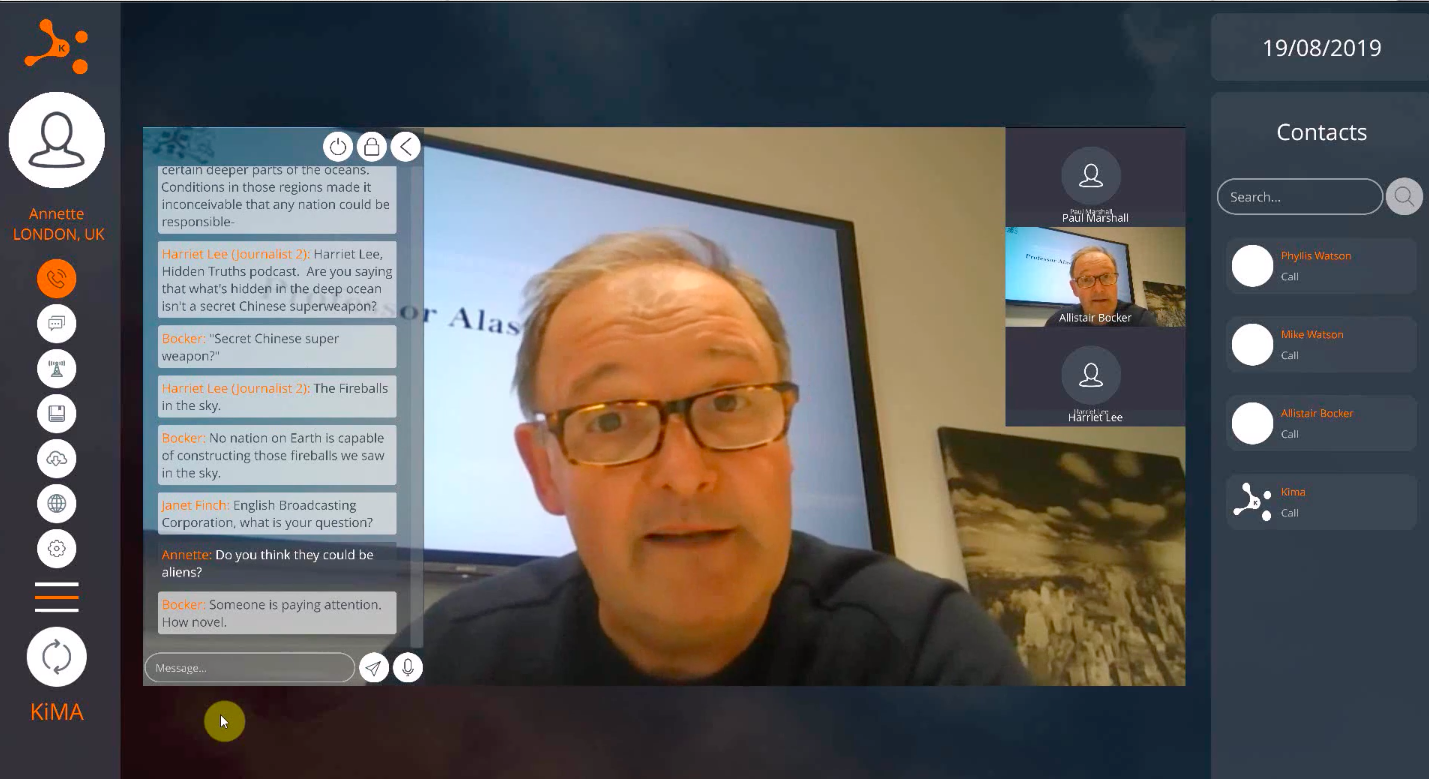 K
Annette
LONDON, UK
KiMA
certain deeper parts of the oceans.
Conditions in those regions made it
inconceivable that any nation could be
responsible-
Harriet Lee (Journalist 2): Harriet Lee,
Hidden Truths podcast. Are you saying
that what's hidden in the deep ocean
isn't a secret Chinese superweapon?
Bocker: "Secret Chinese super
weapon?"
Harriet Lee (Journalist 2): The Fireballs
in the sky.
Bocker: No nation on Earth is capable
of constructing those fireballs we saw
in the sky.
Janet Finch: English Broadcasting
Corporation, what is your question?
Annette: Do you think they could be
aliens?
Bocker: Someone is paying attention.
How novel.
Message...
Professor Alas
Paul Marshall
Paul Marshall
Professor Alas
Allistair Bocker
Harriet Lee
Harriet Lee
19/08/2019
Contacts
Search...
Phyllis Watson
Call
Mike Watson
Call
Allistair Bocker
Call
K
Kima
Call